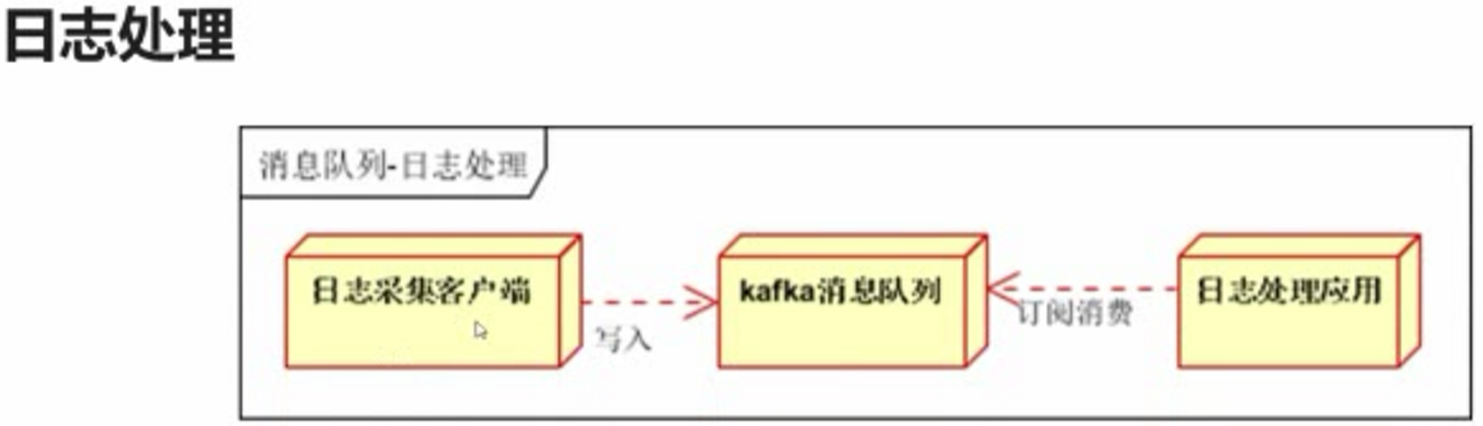 日志处理
消息队列-日志处理
日志采集客户端
写入
kafka消息队列
订阅消费
日志处理应用